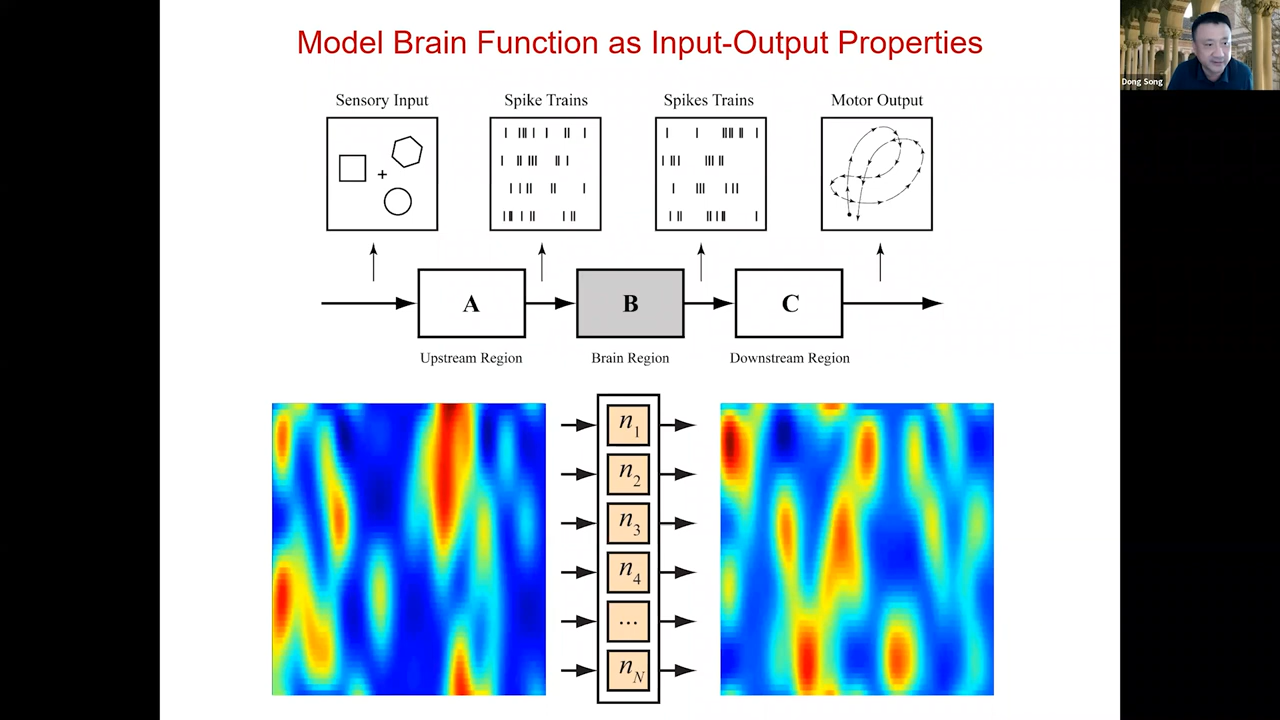 Model Brain Function as Input-Output Properties
Dong Song
Sensory Input
Spike Trains
Spikes Trains
Motor Output
A
B
C
Upstream Region
Brain Region
Downstream Region
n1
n2
n3
n4
...
nN